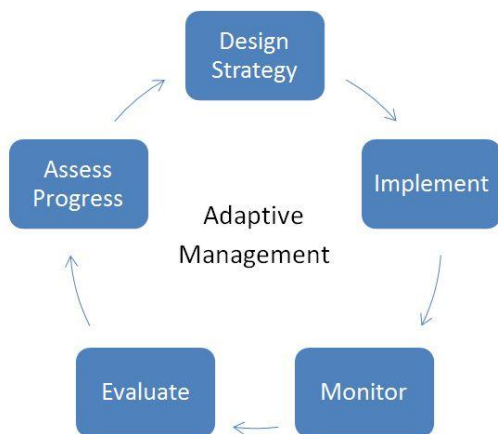 Design
Strategy
Implement
Monitor
Evaluate
Assess
Progress
Adaptive
Management